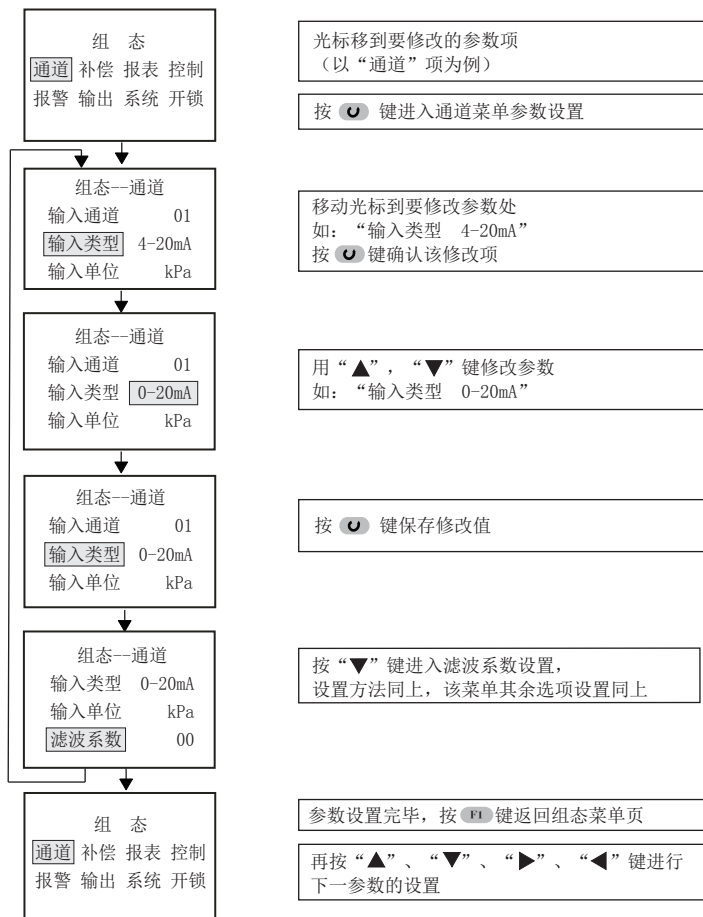 组 态
通道 补偿 报表 控制
报警 输出 系统 开锁
光标移到要修改的参数项
（以“通道”项为例）
按 键进入通道菜单参数设置
组态--通道
输入通道 01
输入类型 4-20mA
输入单位 kPa
移动光标到要修改参数处
如: “输入类型 4-20mA”
按 键确认该修改项
组态--通道
输入通道 01
输入类型 0-20mA
输入单位 kPa
用“▲”, “▼”键修改参数
如: “输入类型 0-20mA”
组态--通道
输入通道 01
输入类型 0-20mA
输入单位 kPa
按 键保存修改值
组态--通道
输入类型 0-20mA
输入单位 kPa
滤波系数 00
按“▼”键进入滤波系数设置,
设置方法同上, 该菜单其余选项设置同上
组 态
通道 补偿 报表 控制
报警 输出 系统 开锁
参数设置完毕, 按 F1 键返回组态菜单页
再按“▲”、“▼”、“▶”、“◀”键进行
下一参数的设置